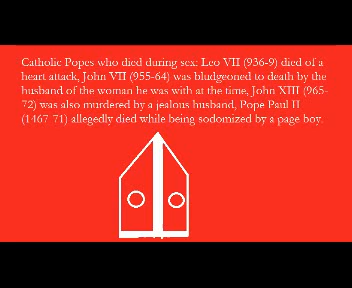 Catholic Popes who died during sex: Leo VII (936-9) died of a
heart attack, John VII (955-64) was bludgeoned to death by the
husband of the woman he was with at the time, John XIII (965-
72) was also murdered by a jealous husband, Pope Paul II
(1467-71) allegedly died while being sodomized by a page boy.